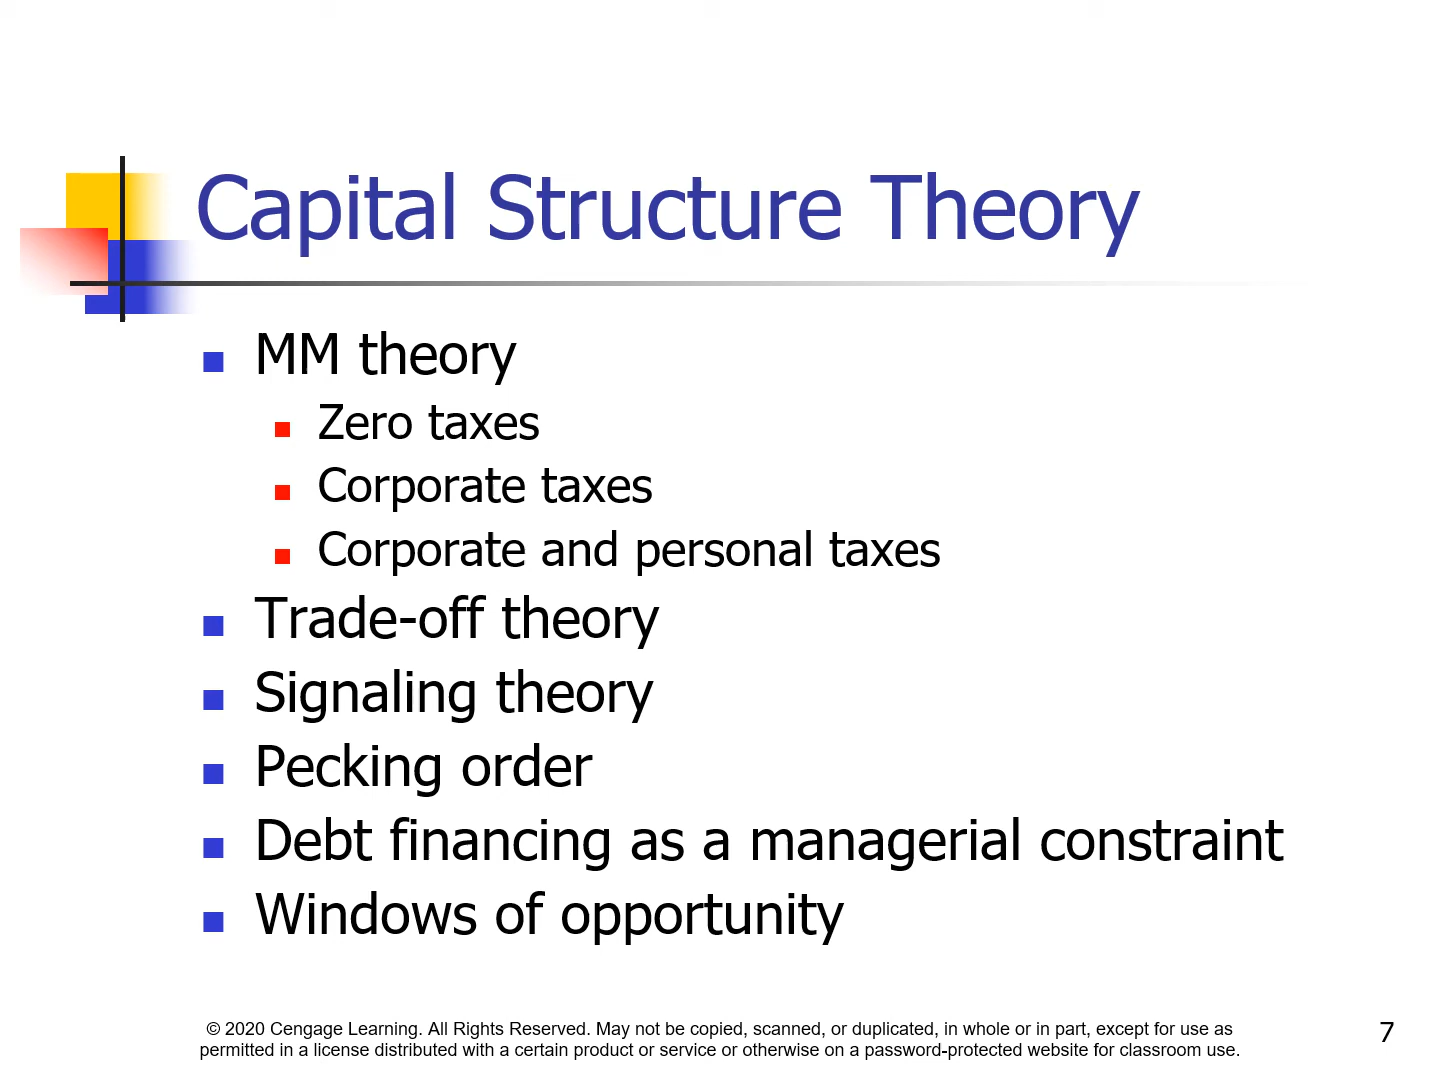 Capital Structure Theory
MM theory
Zero taxes
Corporate taxes
Corporate and personal taxes
Trade-off theory
Signaling theory
Pecking order
Debt financing as a managerial constraint
Windows of opportunity
© 2020 Cengage Learning. All Rights Reserved. May not be copied, scanned, or duplicated, in whole or in part, except for use as
permitted in a license distributed with a certain product or service or otherwise on a password-protected website for classroom use.
7